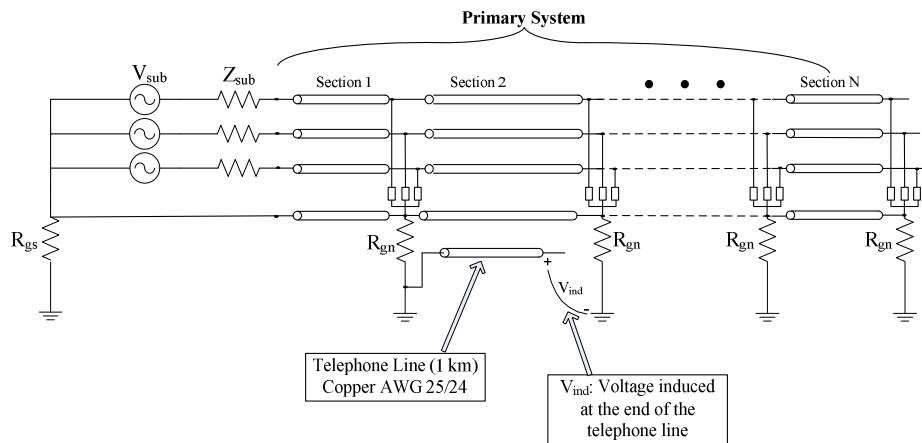 Primary System
V_sub
Z_sub
Section 1
Section 2
Section N
R_gs
R_gn
R_gn
R_gn
R_gn
+
V_ind
-
Telephone Line (1 km)
Copper AWG 25/24
V_ind: Voltage induced
at the end of the
telephone line